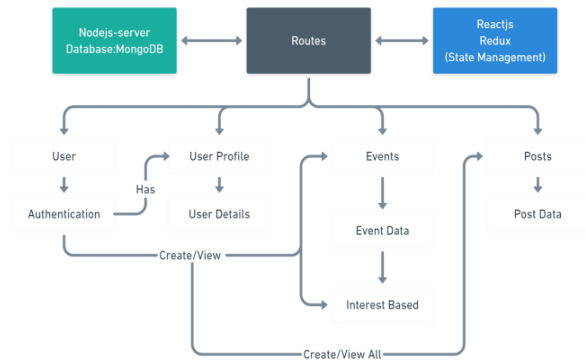 Nodejs-server
Database:MongoDB
Routes
Reactjs
Redux
(State Management)
User
User Profile
Events
Posts
Has
Authentication
User Details
Event Data
Post Data
Create/View
Interest Based
Create/View All